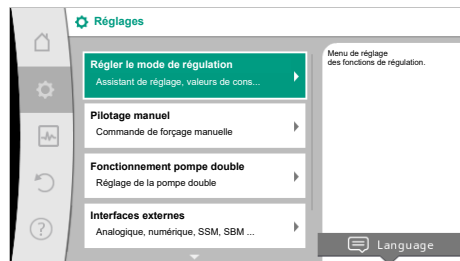 Réglages
Régler le mode de régulation
Assistant de réglage, valeurs de cons...
Pilotage manuel
Commande de forçage manuelle
Fonctionnement pompe double
Réglage de la pompe double
Interfaces externes
Analogique, numérique, SSM, SBM ...
Menu de réglage
des fonctions de régulation.
Language